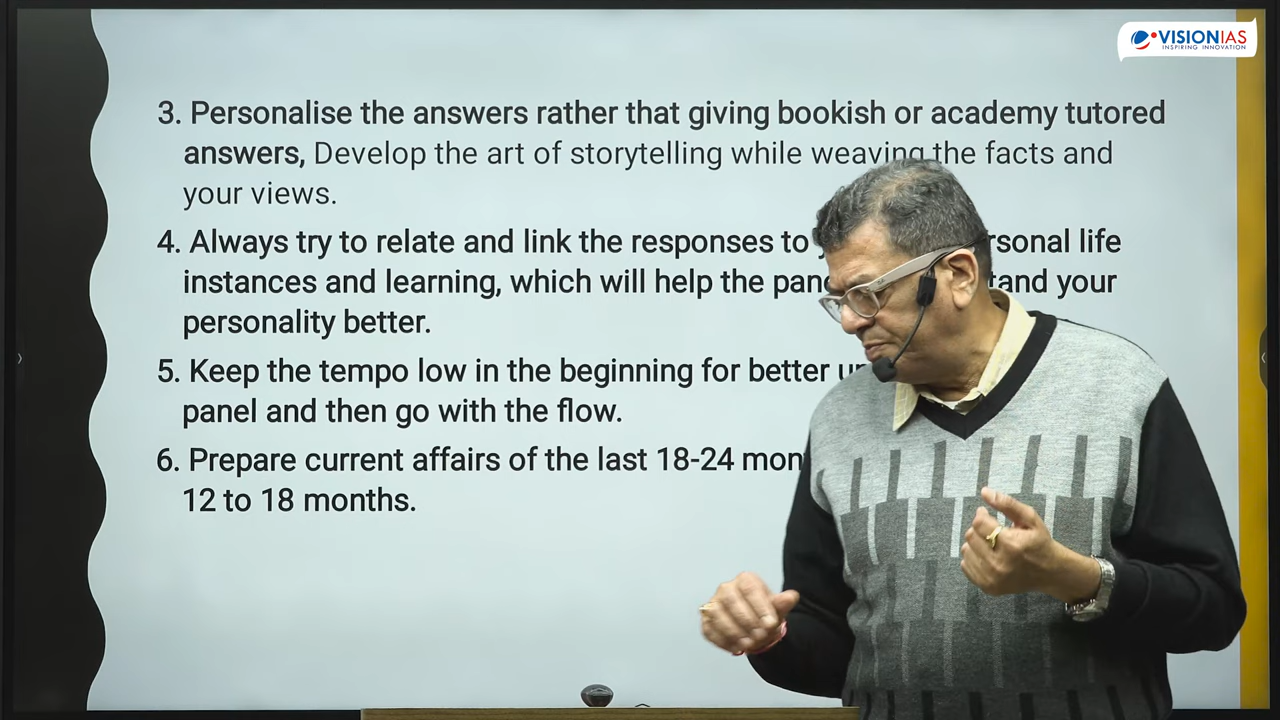 VISIONIAS
INSPIRING INNOVATION
3. Personalise the answers rather that giving bookish or academy tutored
answers, Develop the art of storytelling while weaving the facts and
your views.
4. Always try to relate and link the responses to rsonal life
instances and learning, which will help the pan tand your
personality better.
5. Keep the tempo low in the beginning for better
panel and then go with the flow.
6. Prepare current affairs of the last 18-24 mon
12 to 18 months.